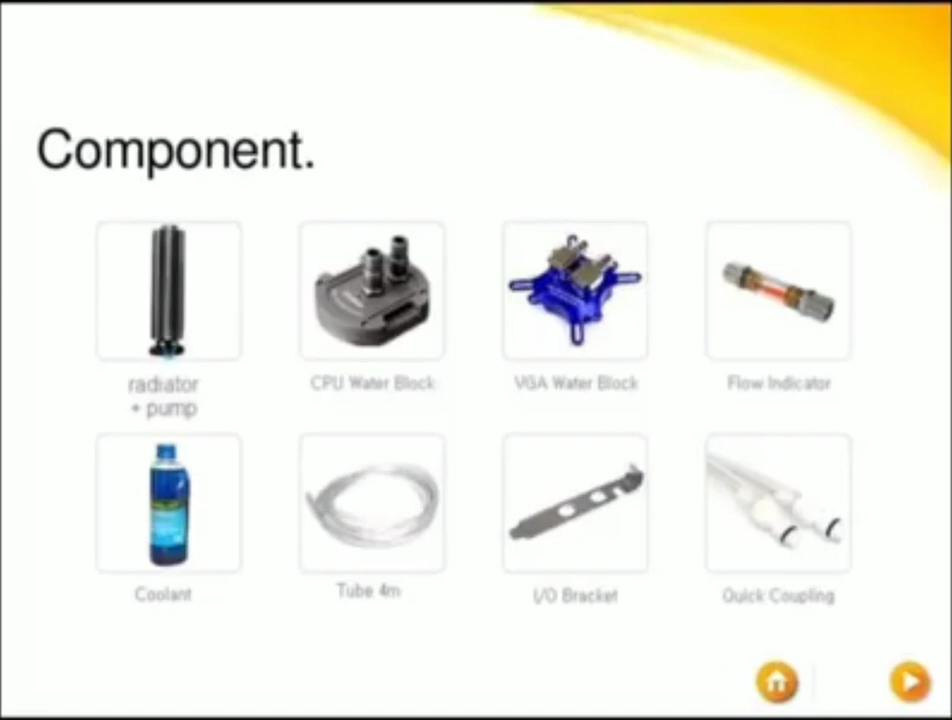 Component.
radiator
+ pump
CPU Water Block
VGA Water Block
Flow Indicator
Coolant
Tube 4m
I/O Bracket
Quick Coupling